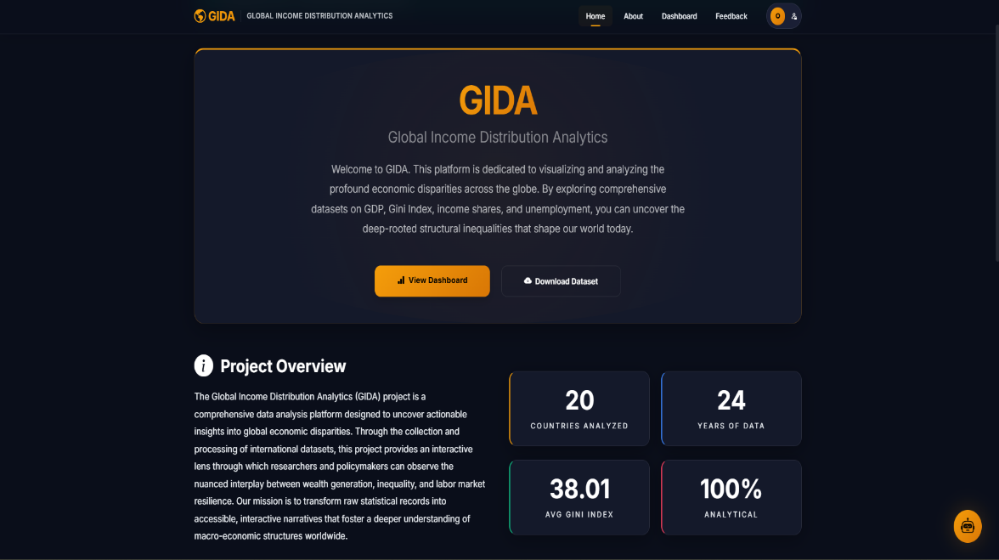 GIDA
GLOBAL INCOME DISTRIBUTION ANALYTICS
Home
About
Dashboard
Feedback
O
GIDA
Global Income Distribution Analytics
Welcome to GIDA. This platform is dedicated to visualizing and analyzing the
profound economic disparities across the globe. By exploring comprehensive
datasets on GDP, Gini Index, income shares, and unemployment, you can uncover the
deep-rooted structural inequalities that shape our world today.
View Dashboard
Download Dataset
Project Overview
The Global Income Distribution Analytics (GIDA) project is a
comprehensive data analysis platform designed to uncover actionable
insights into global economic disparities. Through the collection and
processing of international datasets, this project provides an interactive
lens through which researchers and policymakers can observe the
nuanced interplay between wealth generation, inequality, and labor market
resilience. Our mission is to transform raw statistical records into
accessible, interactive narratives that foster a deeper understanding of
macro-economic structures worldwide.
20
COUNTRIES ANALYZED
24
YEARS OF DATA
38.01
AVG GINI INDEX
100%
ANALYTICAL